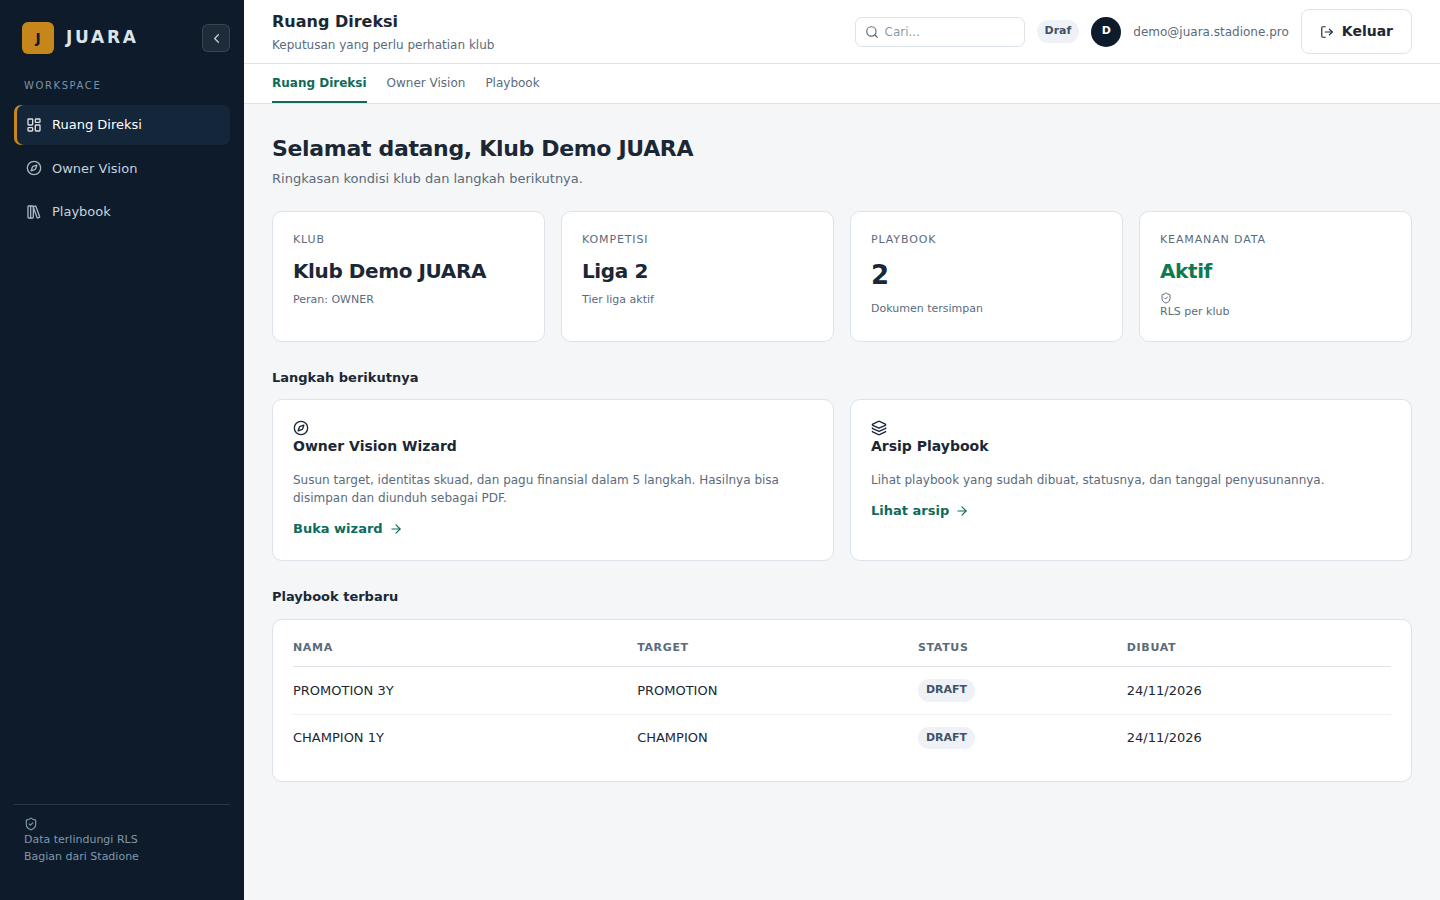 J JUARA
WORKSPACE
Ruang Direksi
Owner Vision
Playbook
Data terlindungi RLS
Bagian dari Stadione
Ruang Direksi
Keputusan yang perlu perhatian klub
Cari...
Draf
D
demo@juara.stadione.pro
Keluar
Ruang Direksi Owner Vision Playbook
Selamat datang, Klub Demo JUARA
Ringkasan kondisi klub dan langkah berikutnya.
KLUB
Klub Demo JUARA
Peran: OWNER
KOMPETISI
Liga 2
Tier liga aktif
PLAYBOOK
2
Dokumen tersimpan
KEAMANAN DATA
Aktif
RLS per klub
Langkah berikutnya
Owner Vision Wizard
Susun target, identitas skuad, dan pagu finansial dalam 5 langkah. Hasilnya bisa
disimpan dan diunduh sebagai PDF.
Buka wizard
Arsip Playbook
Lihat playbook yang sudah dibuat, statusnya, dan tanggal penyusunannya.
Lihat arsip
Playbook terbaru
NAMA TARGET STATUS DIBUAT
PROMOTION 3Y PROMOTION DRAFT 24/11/2026
CHAMPION 1Y CHAMPION DRAFT 24/11/2026